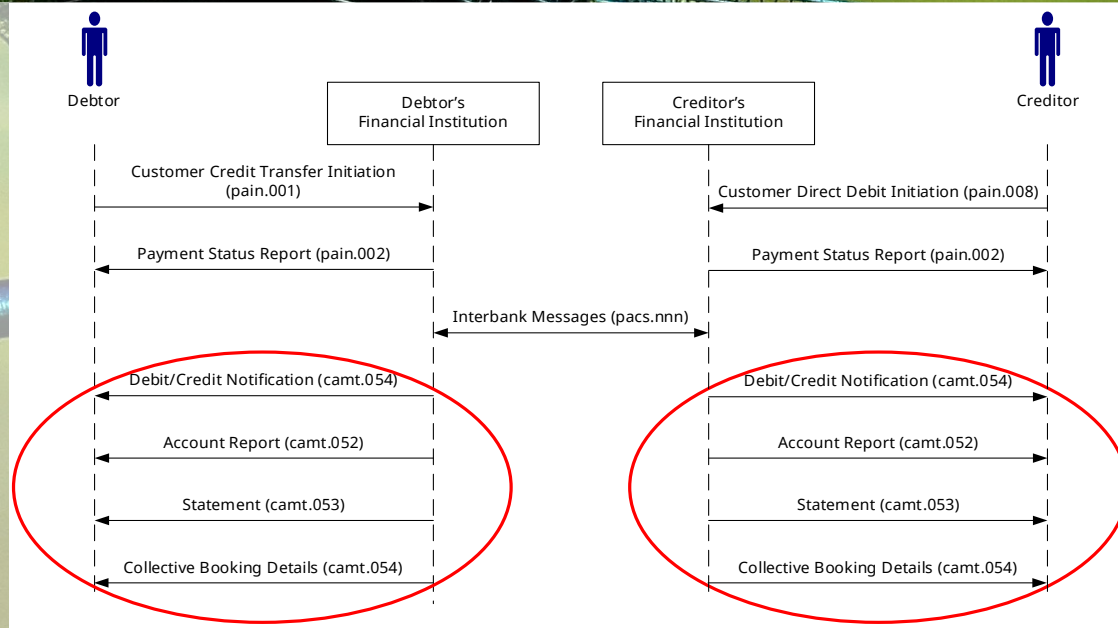 Debtor
Debtor's
Financial Institution
Creditor's
Financial Institution
Creditor
Customer Credit Transfer Initiation
(pain.001)
Customer Direct Debit Initiation (pain.008)
Payment Status Report (pain.002)
Payment Status Report (pain.002)
Interbank Messages (pacs.nnn)
Debit/Credit Notification (camt.054)
Debit/Credit Notification (camt.054)
Account Report (camt.052)
Account Report (camt.052)
Statement (camt.053)
Statement (camt.053)
Collective Booking Details (camt.054)
Collective Booking Details (camt.054)